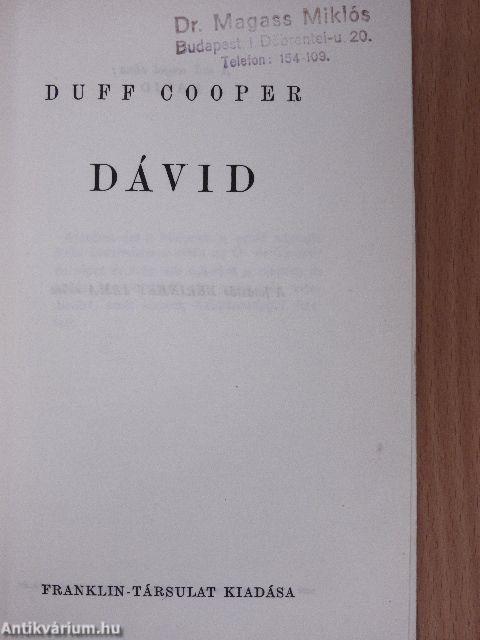 Dr. Magass Miklós
Budapest, I Döbrentei-u. 20.
Telefon: 154-109.
DUFF COOPER
DÁVID
FRANKLIN-TÁRSULAT KIADÁSA
Antikvárium.hu